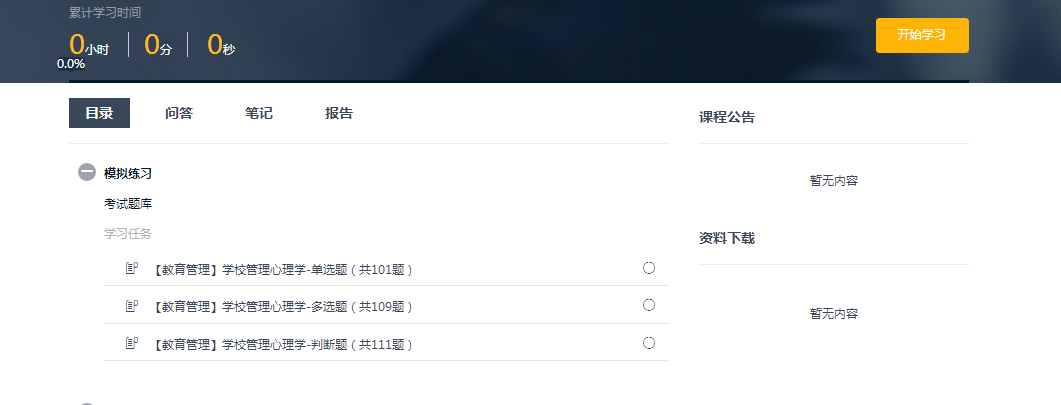 累计学习时间
0小时 0分 0秒
0.0%
开始学习
目录 问答 笔记 报告
模拟练习
考试题库
学习任务
【教育管理】学校管理心理学-单选题（共101题）
【教育管理】学校管理心理学-多选题（共109题）
【教育管理】学校管理心理学-判断题（共111题）
课程公告
暂无内容
资料下载
暂无内容